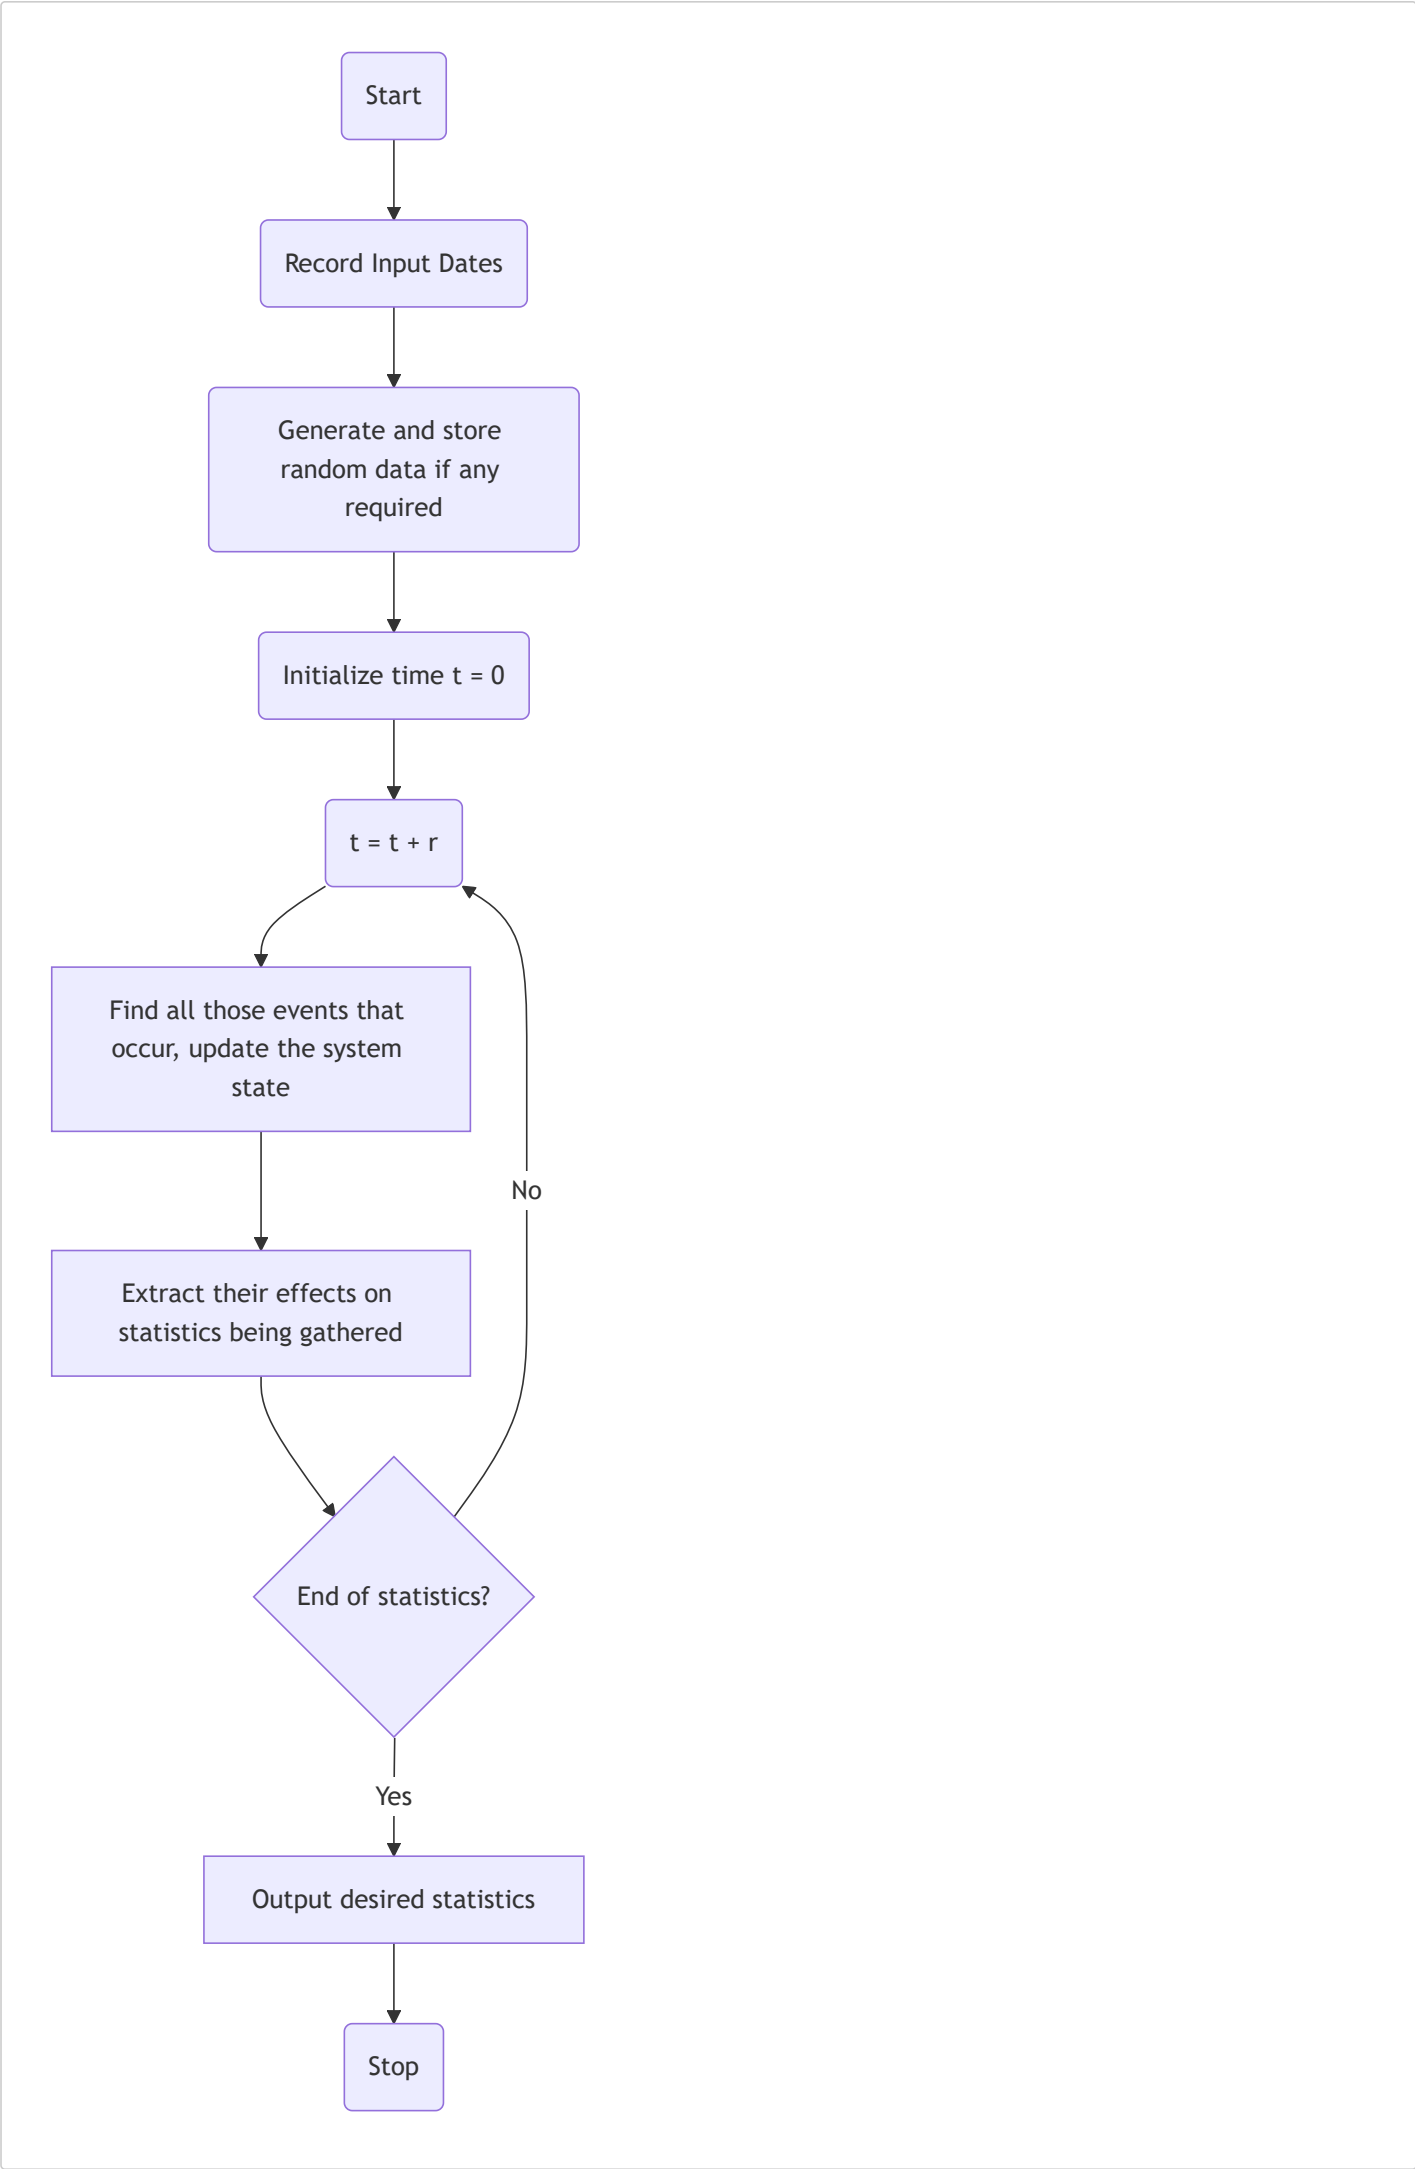 Start
Record Input Dates
Generate and store
random data if any
required
Initialize time t = 0
t = t + r
Find all those events that
occur, update the system
state
No
Extract their effects on
statistics being gathered
End of statistics?
Yes
Output desired statistics
Stop